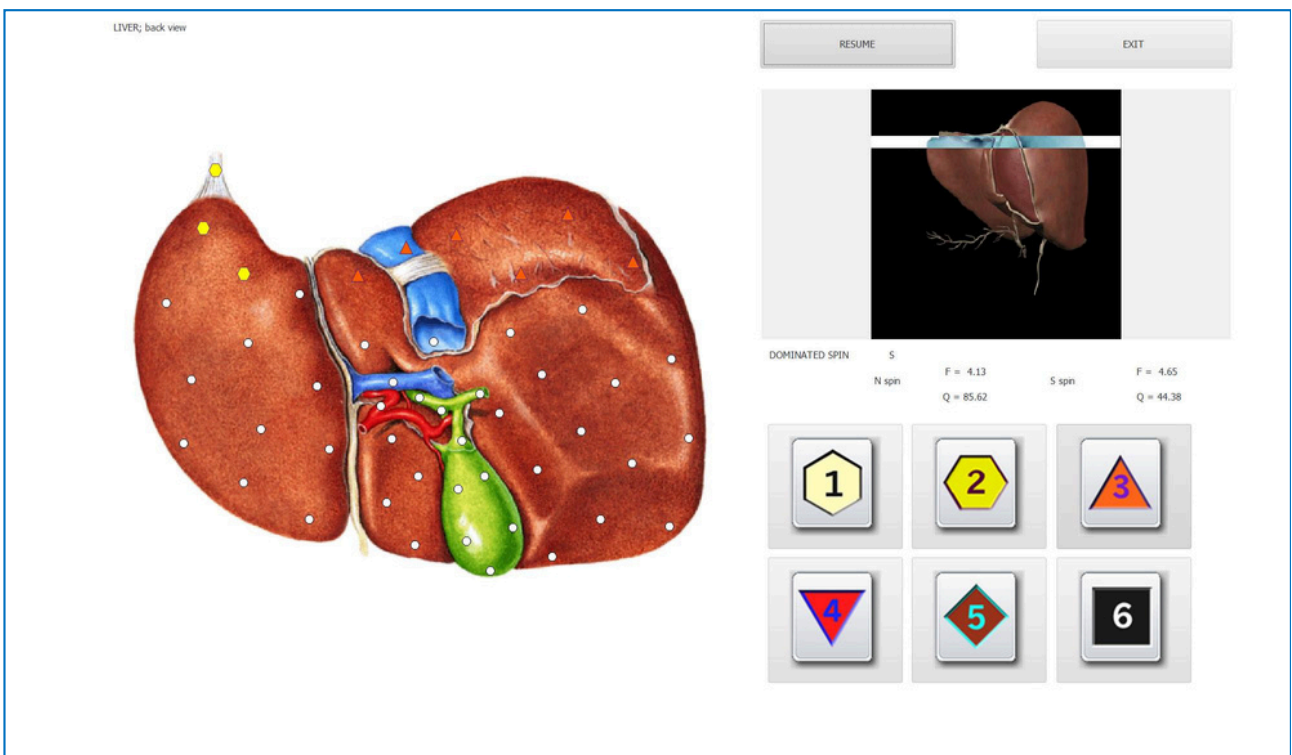 LIVER; back view
RESUME
EXIT
DOMINATED SPIN S
N spin
F = 4.13
Q = 85.62
S spin
F = 4.65
Q = 44.38
1
2
3
4
5
6